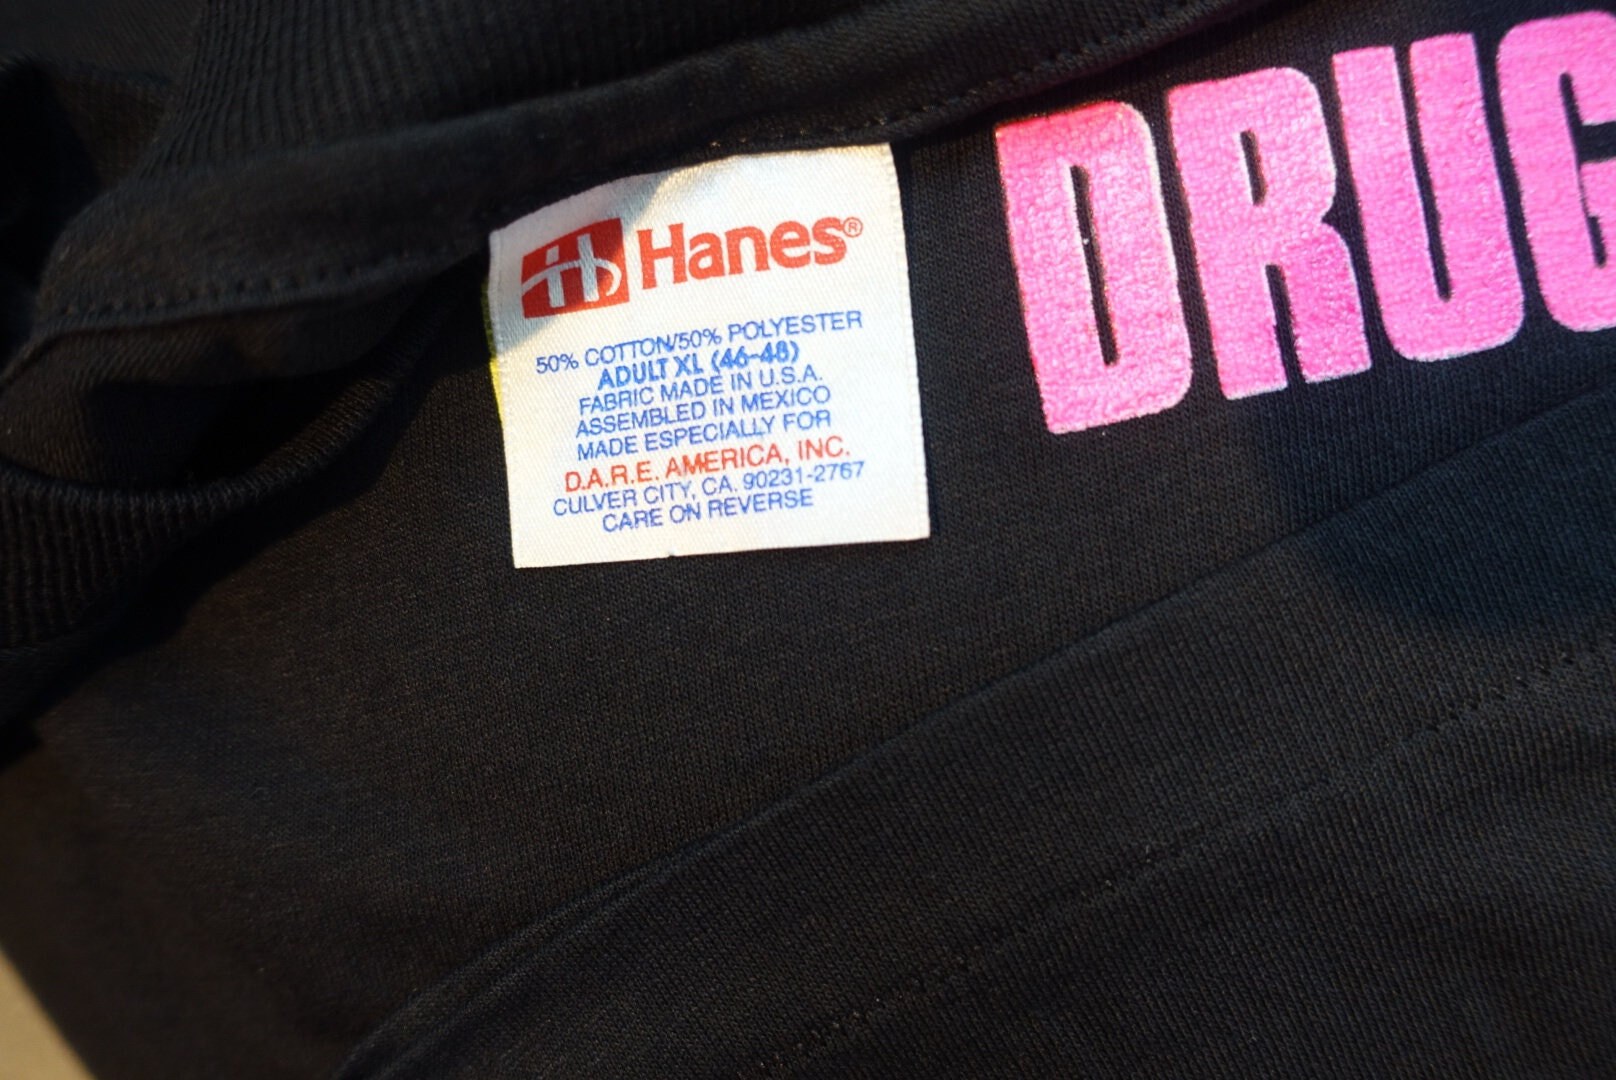 Hanes®
50% COTTON/50% POLYESTER
ADULT XL (46-48)
FABRIC MADE IN U.S.A.
ASSEMBLED IN MEXICO
MADE ESPECIALLY FOR
D.A.R.E. AMERICA, INC.
CULVER CITY, CA. 90231-2767
CARE ON REVERSE
DRUG